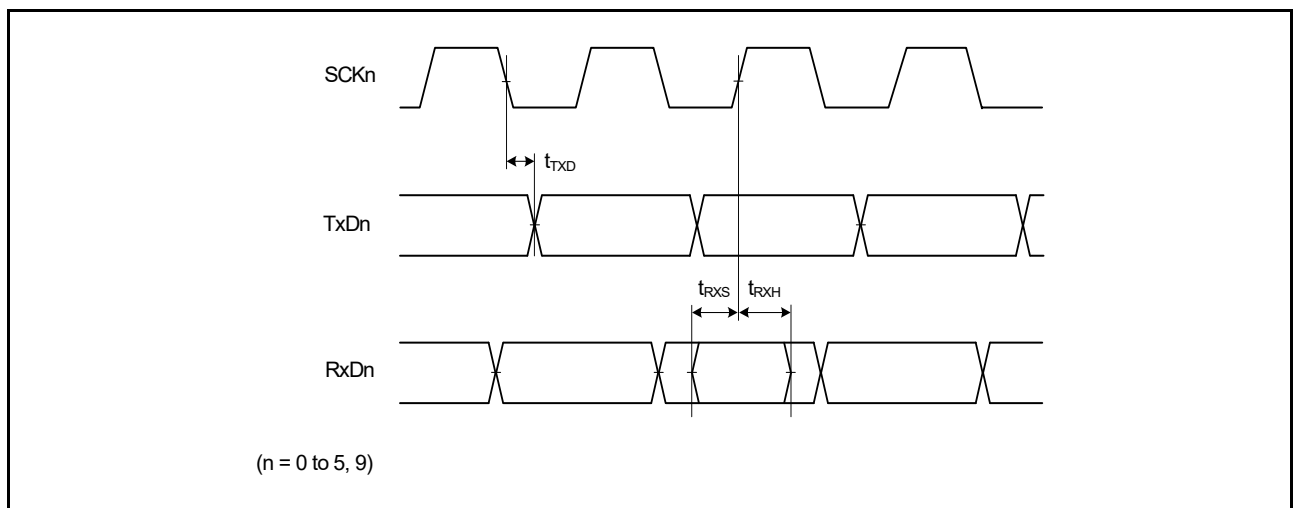 SCKn
tTXD
TxDn
tRXS tRXH
RxDn
(n = 0 to 5, 9)